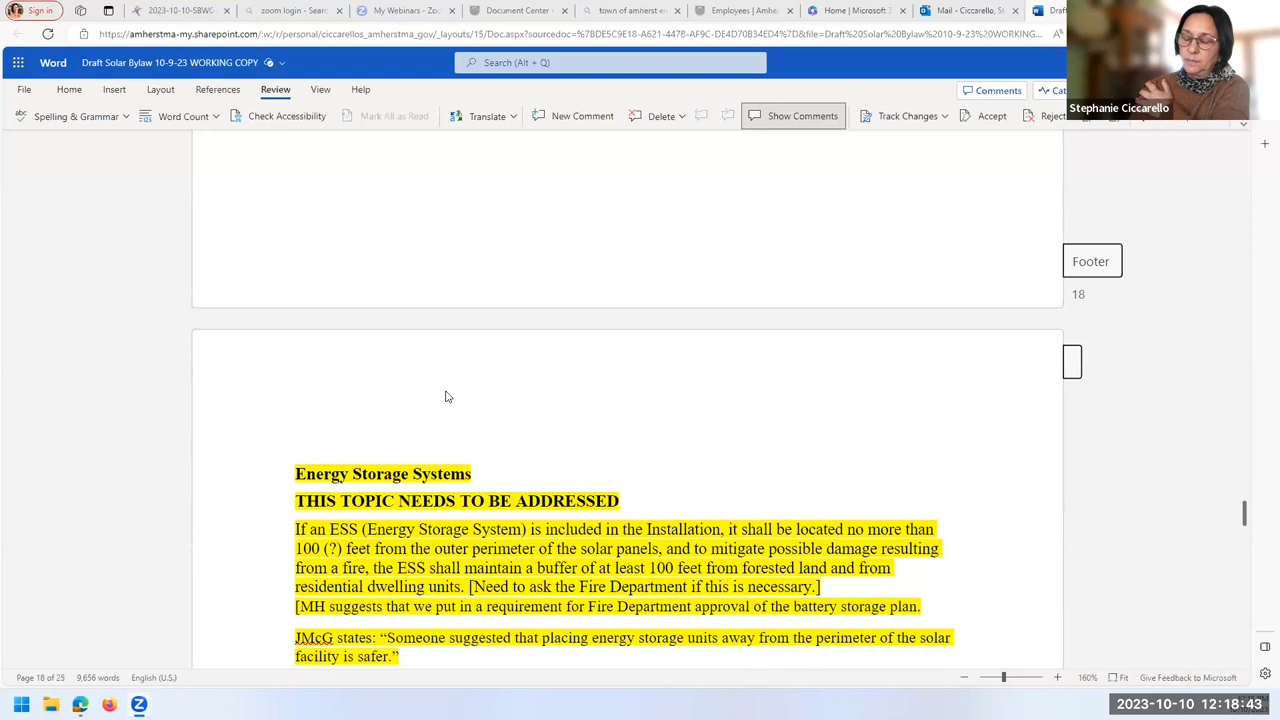 Sign in
2023-10-10-SBWG
zoom login - Sear
My Webinars - Zoo
Document Center -
town of amherst en
Employees | Amhe
Home | Microsoft 3
Mail - Ciccarello, St
Draft
https://amherstma-my.sharepoint.com/:w:/r/personal/ciccarellos_amherstma_gov/_layouts/15/Doc.aspx?sourcedoc=%7BDE5C9E18-A621-4478-AF9C-DE4D70B34ED4%7D&file=Draft%20Solar%20Bylaw%2010-9-23%20WORKING...
Word
Draft Solar Bylaw 10-9-23 WORKING COPY
Search (Alt + Q)
File
Home
Insert
Layout
References
Review
View
Help
Comments
Cat
Spelling & Grammar
Word Count
Check Accessibility
Mark All as Read
Translate
New Comment
Delete
Show Comments
Track Changes
Accept
Reject
Stephanie Ciccarello
Footer
18
Energy Storage Systems
THIS TOPIC NEEDS TO BE ADDRESSED
If an ESS (Energy Storage System) is included in the Installation, it shall be located no more than
100 (?) feet from the outer perimeter of the solar panels, and to mitigate possible damage resulting
from a fire, the ESS shall maintain a buffer of at least 100 feet from forested land and from
residential dwelling units. [Need to ask the Fire Department if this is necessary.]
[MH suggests that we put in a requirement for Fire Department approval of the battery storage plan.
JMcG states: “Someone suggested that placing energy storage units away from the perimeter of the solar
facility is safer.”
Page 18 of 25
9,656 words
English (U.S.)
160%
Fit
Give Feedback to Microsoft
2023-10-10 12:18:43